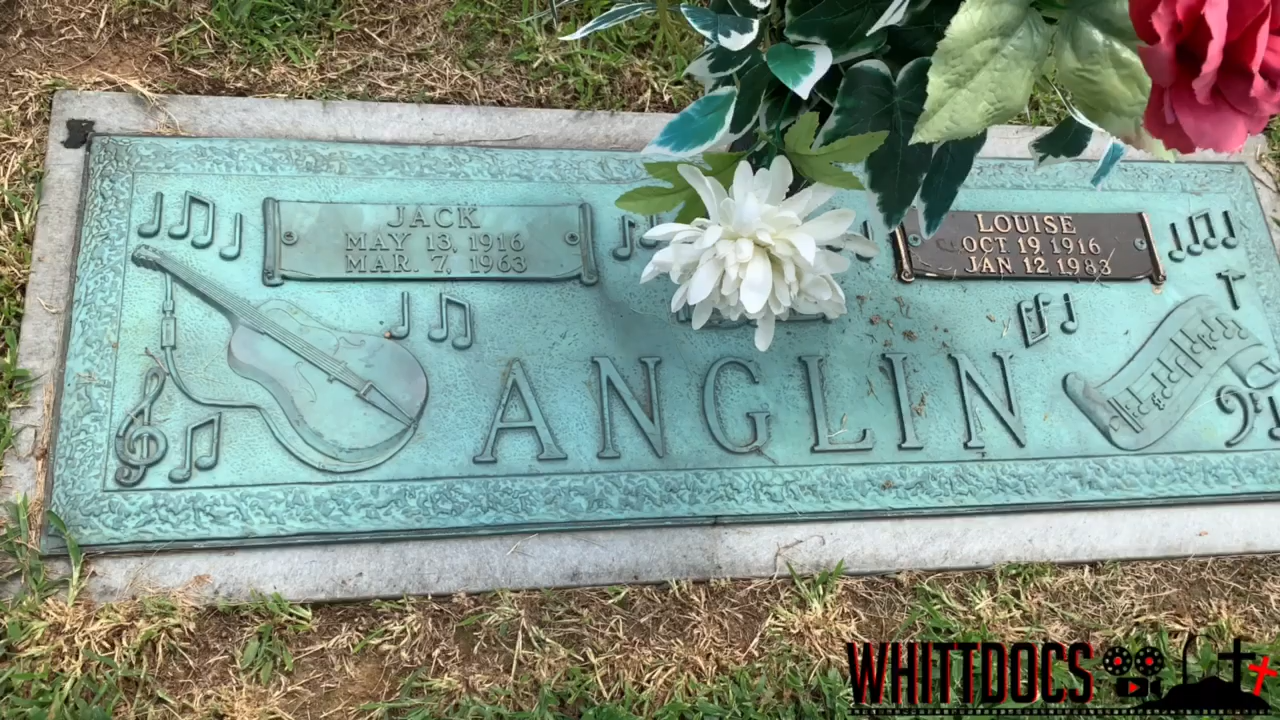 JACK
MAY 13, 1916
MAR. 7, 1963
LOUISE
OCT 19, 1916
JAN 12, 1983
ANGLIN
WHITTDOCS